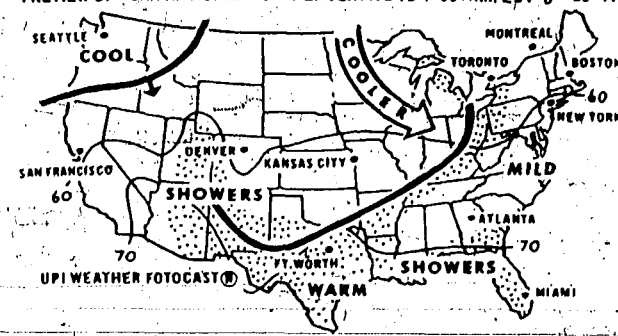 MONTREAL
SEATTLE
COOL
COOLER
TORONTO
BOSTON
60
NEW YORK
DENVER
KANSAS CITY
SAN FRANCISCO
MILD
60
SHOWERS
ATLANTA
70
70
FT. WORTH
SHOWERS
UPI WEATHER FOTOCAST ®
WARM
MIAMI